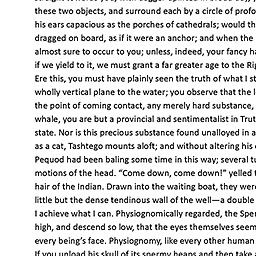 these two objects, and surround each by a circle of profo
his ears capacious as the porches of cathedrals; would th
dragged on board, as if it were an anchor; and when the
almost sure to occur to you; unless, indeed, your fancy ha
if we yield to it, we must grant a far greater age to the Rig
Ere this, you must have plainly seen the truth of what I st
wholly vertical plane to the water; you observe that the l
the point of coming contact, any merely hard substance,
whale, you are but a provincial and sentimentalist in Trut
state. Nor is this precious substance found unalloyed in a
as a cat, Tashtego mounts aloft; and without altering his e
Pequod had been baling some time in this way; several tu
motions of the head. “Come down, come down!” yelled t
hair of the Indian. Drawn into the waiting boat, they were
little but the dense tendinous wall of the well—a double
I achieve what I can. Physiognomically regarded, the Sper
high, and descend so low, that the eyes themselves seem
every being’s face. Physiognomy, like every other human
If you unload his skull of its spermy heaps and then take a